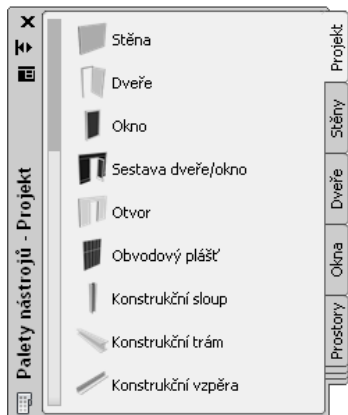 Palety nástrojů - Projekt
Stěna
Dveře
Okno
Sestava dveře/okno
Otvor
Obvodový plášť
Konstrukční sloup
Konstrukční trám
Konstrukční vzpěra
Projekt
Stěny
Dveře
Okna
Prostory